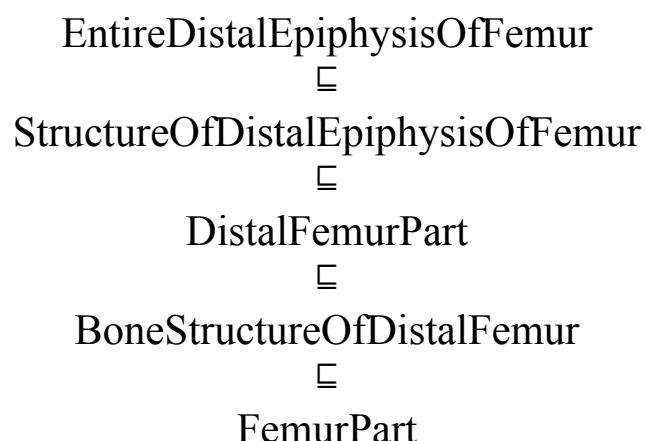 EntireDistalEpiphysisOfFemur
⊑
StructureOfDistalEpiphysisOfFemur
⊑
DistalFemurPart
⊑
BoneStructureOfDistalFemur
⊑
FemurPart